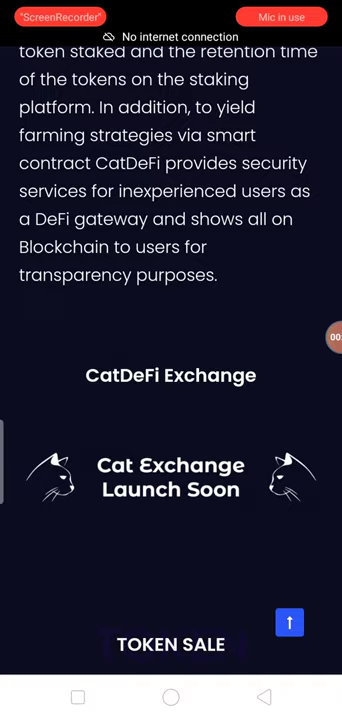 "ScreenRecorder"
Mic in use
No internet connection
token staked and the retention time
of the tokens on the staking
platform. In addition, to yield
farming strategies via smart
contract CatDeFi provides security
services for inexperienced users as
a DeFi gateway and shows all on
Blockchain to users for
transparency purposes.
00:
CatDeFi Exchange
Cat Exchange
Launch Soon
TOKEN SALE